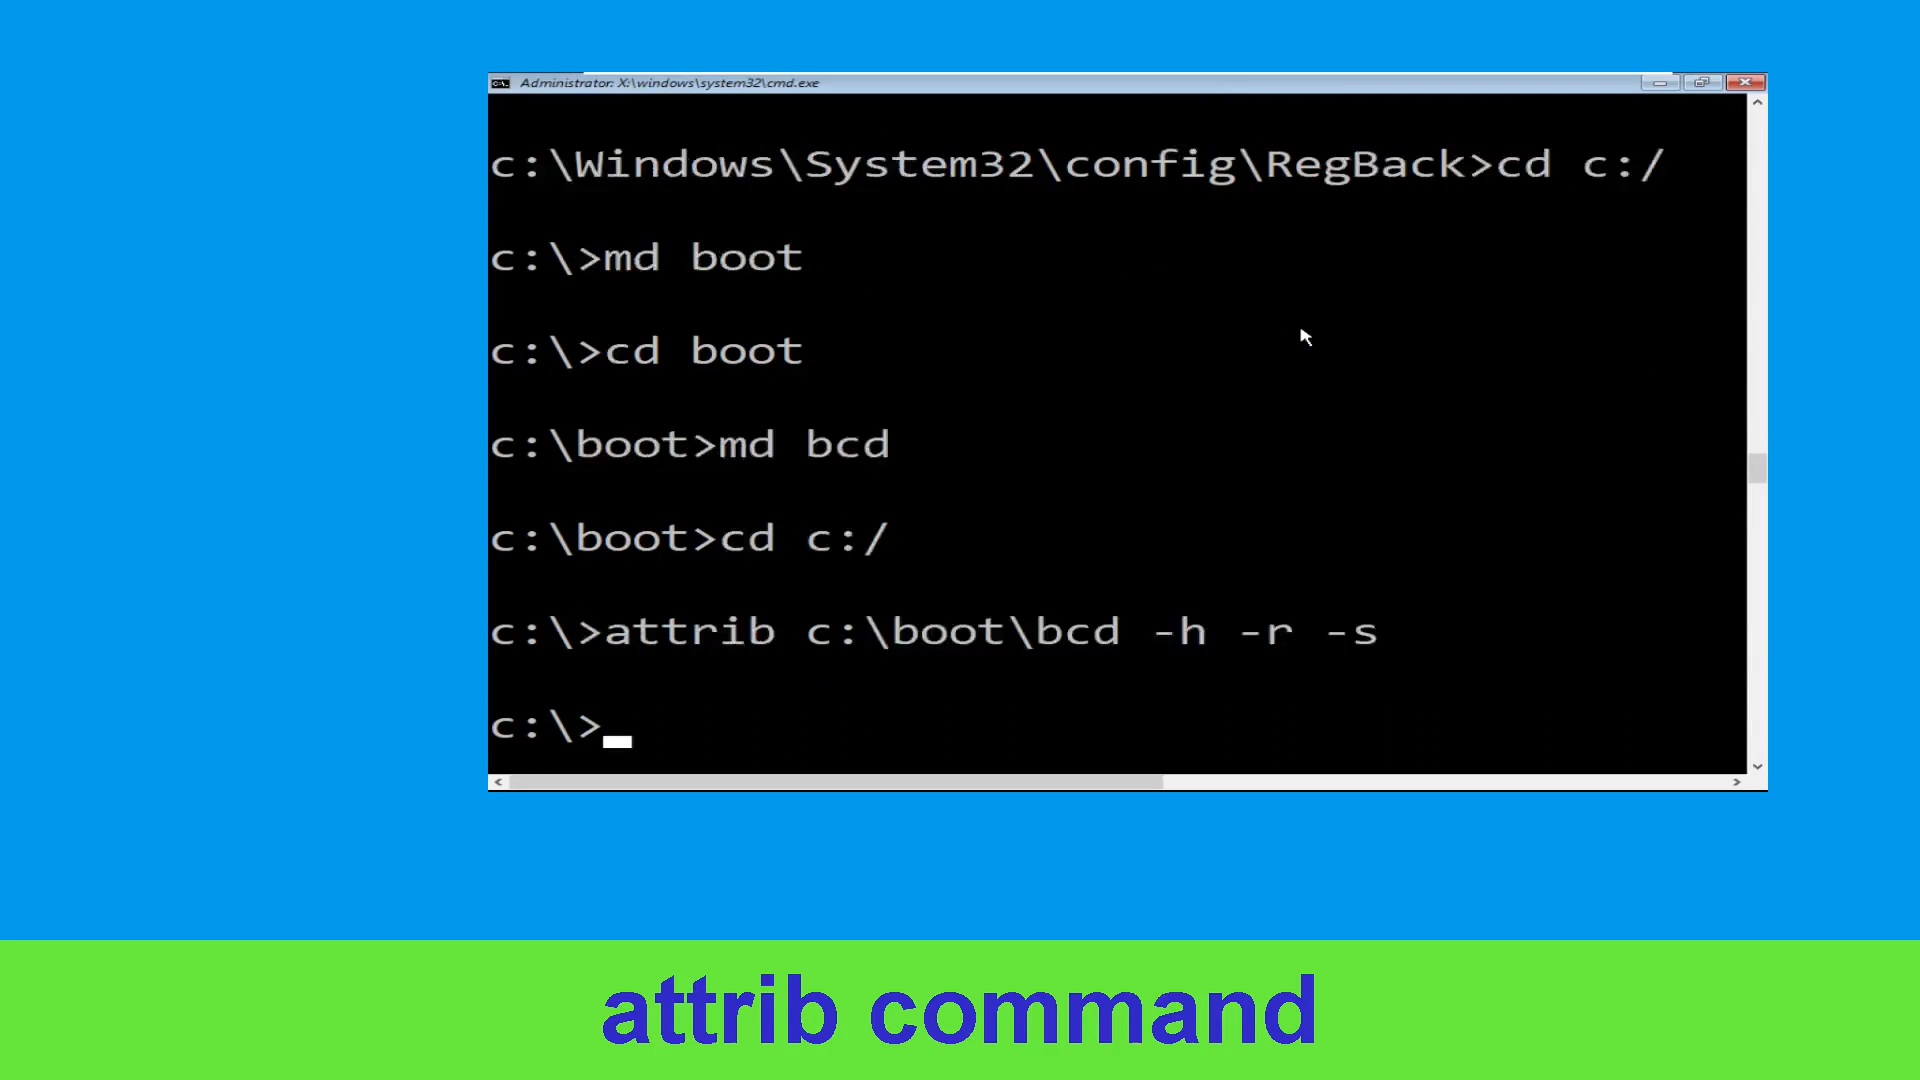 Administrator: X:\windows\system32\cmd.exe
c:\Windows\System32\config\RegBack>cd c:/
c:\>md boot
c:\>cd boot
c:\boot>md bcd
c:\boot>cd c:/
c:\>attrib c:\boot\bcd -h -r -s
c:\>
attrib command